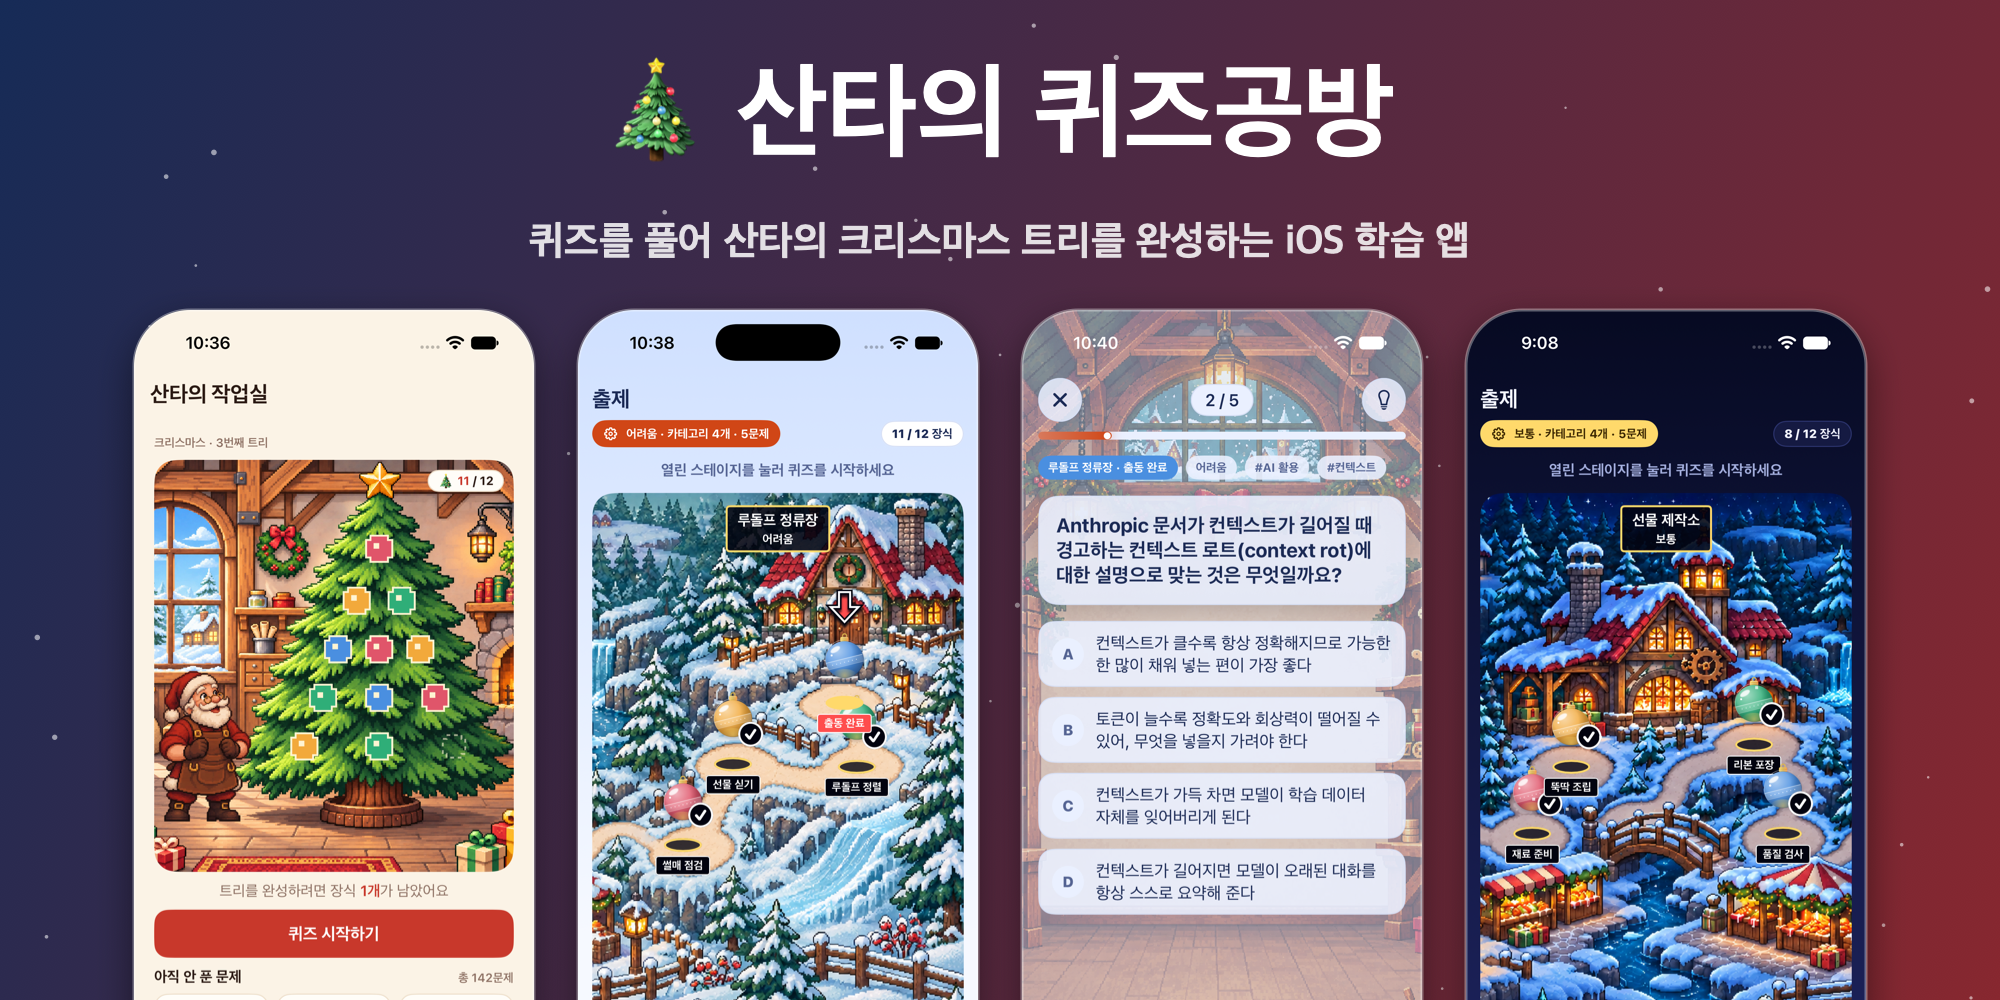 산타의 퀴즈공방
퀴즈를 풀어 산타의 크리스마스 트리를 완성하는 iOS 학습 앱
10:36
산타의 작업실
크리스마스 · 3번째 트리
11 / 12
트리를 완성하려면 장식 1개가 남았어요
퀴즈 시작하기
아직 안 푼 문제
총 142문제
10:38
출제
어려움 · 카테고리 4개 · 5문제
11 / 12 장식
열린 스테이지를 눌러 퀴즈를 시작하세요
루돌프 정류장
어려움
출동 완료
선물 싣기
루돌프 정렬
썰매 점검
10:40
2 / 5
루돌프 정류장 · 출동 완료
어려움
#AI 활용
#컨텍스트
Anthropic 문서가 컨텍스트가 길어질 때
경고하는 컨텍스트 로트(context rot)에
대한 설명으로 맞는 것은 무엇일까요?
A
컨텍스트가 클수록 항상 정확해지므로 가능한
한 많이 채워 넣는 편이 가장 좋다
B
토큰이 늘수록 정확도와 회상력이 떨어질 수
있어, 무엇을 넣을지 가려야 한다
C
컨텍스트가 가득 차면 모델이 학습 데이터
자체를 잊어버리게 된다
D
컨텍스트가 길어지면 모델이 오래된 대화를
항상 스스로 요약해 준다
9:08
출제
보통 · 카테고리 4개 · 5문제
8 / 12 장식
열린 스테이지를 눌러 퀴즈를 시작하세요
선물 제작소
보통
리본 포장
뚝딱 조립
재료 준비
품질 검사